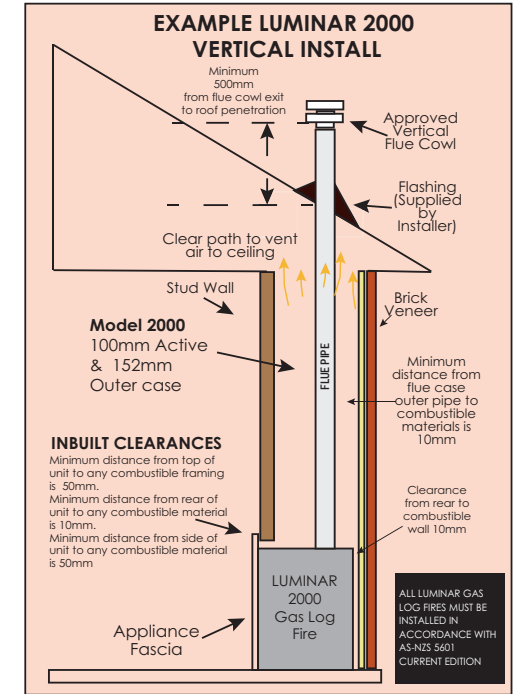 EXAMPLE LUMINAR 2000
VERTICAL INSTALL
Minimum
500mm
from flue cowl exit
to roof penetration
Approved
Vertical
Flue Cowl
Flashing
(Supplied
by
Installer)
Clear path to vent
air to ceiling
Stud Wall
Brick
Veneer
Model 2000
100mm Active
& 152mm
Outer case
FLUE PIPE
Minimum
distance from
flue case
outer pipe to
combustible
materials is
10mm
INBUILT CLEARANCES
Minimum distance from top of
unit to any combustible framing
is 50mm.
Minimum distance from rear of
unit to any combustible material
is 10mm.
Minimum distance from side of
unit to any combustible material
is 50mm
Clearance
from rear to
combustible
wall 10mm
LUMINAR
2000
Gas Log
Fire
Appliance
Fascia
ALL LUMINAR GAS
LOG FIRES MUST BE
INSTALLED IN
ACCORDANCE WITH
AS-NZS 5601
CURRENT EDITION